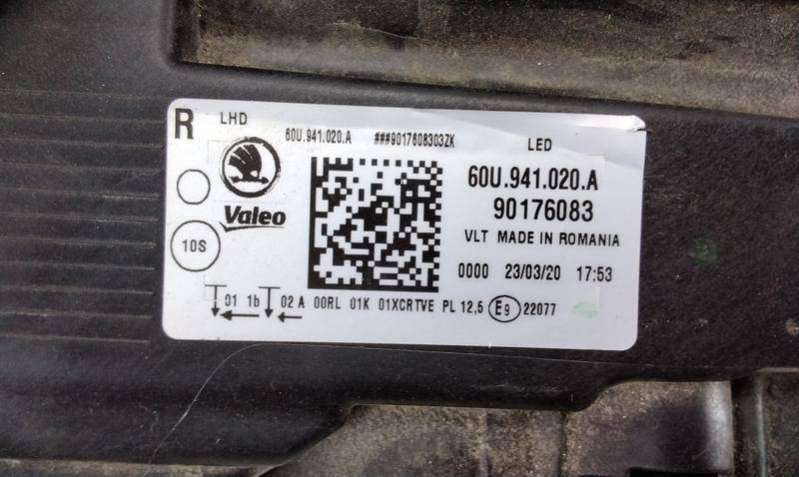 R LHD
60U.941.020.A ###9017608303ZK
LED
60U.941.020.A
90176083
Valeo
10S
VLT MADE IN ROMANIA
0000 23/03/20 17:53
01 1b 02 A 00RL 01K 01XCRTVE PL 12,5 E9 22077